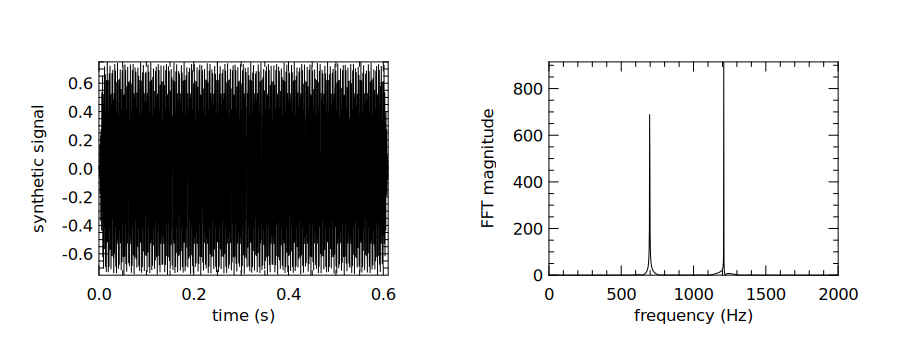 synthetic signal
0.6
0.4
0.2
0.0
-0.2
-0.4
-0.6
0.0 0.2 0.4 0.6
time (s)
FFT magnitude
800
600
400
200
0
0 500 1000 1500 2000
frequency (Hz)